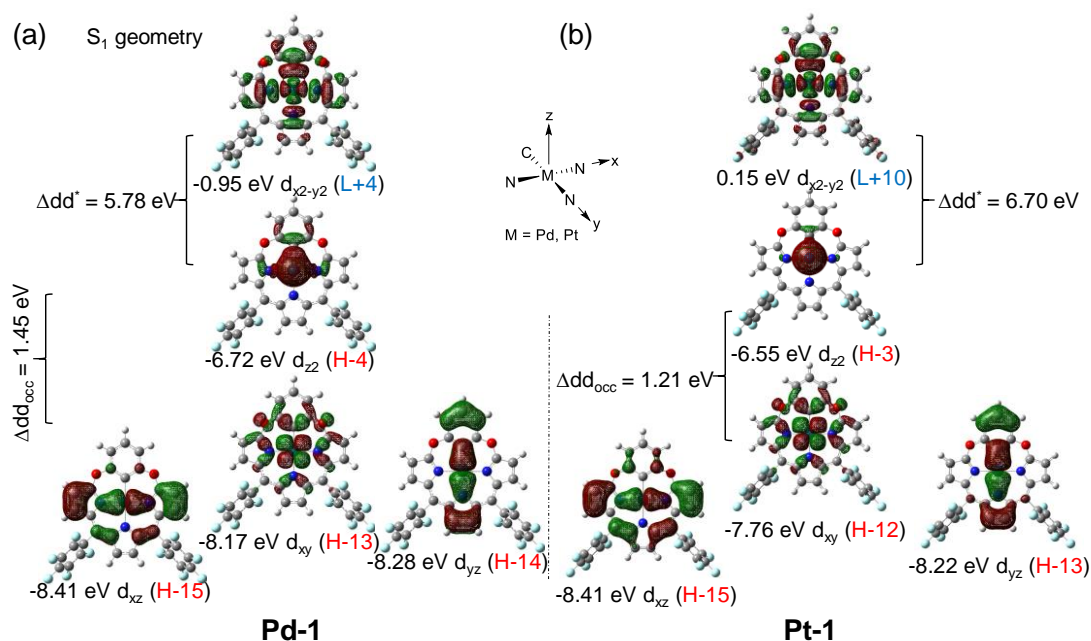 (a) S1 geometry
-0.95 eV dx2-y2 (L+4)
Δdd* = 5.78 eV
-6.72 eV dz2 (H-4)
Δddocc = 1.45 eV
-8.17 eV dxy (H-13)
-8.28 eV dyz (H-14)
-8.41 eV dxz (H-15)
Pd-1
z
C
N
x
N
M
N
y
M = Pd, Pt
(b)
0.15 eV dx2-y2 (L+10)
Δdd* = 6.70 eV
-6.55 eV dz2 (H-3)
Δddocc = 1.21 eV
-7.76 eV dxy (H-12)
-8.22 eV dyz (H-13)
-8.41 eV dxz (H-15)
Pt-1